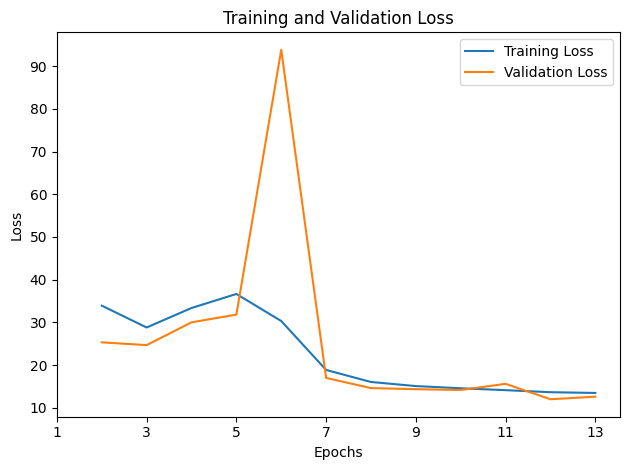 Training and Validation Loss
Training Loss
Validation Loss
90
80
70
60
50
40
30
20
10
Loss
1 3 5 7 9 11 13
Epochs